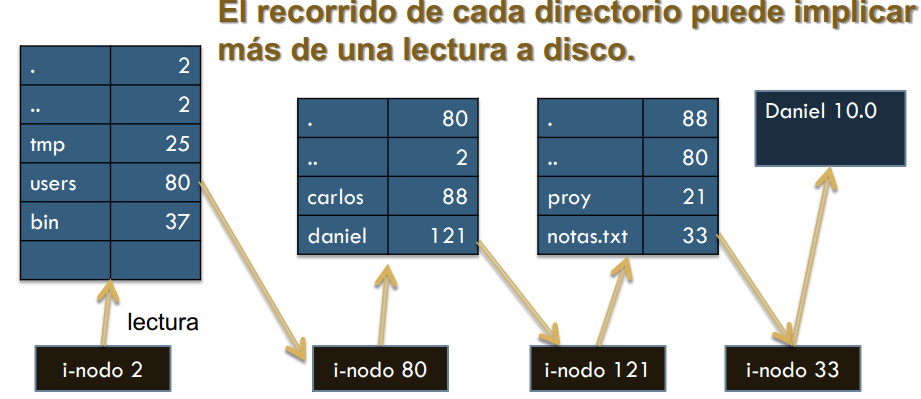 El recorrido de cada directorio puede implicar
más de una lectura a disco.
. 2
.. 2
tmp 25
users 80
bin 37
. 80
.. 2
carlos 88
daniel 121
. 88
.. 80
proy 21
notas.txt 33
Daniel 10.0
lectura
i-nodo 2
i-nodo 80
i-nodo 121
i-nodo 33